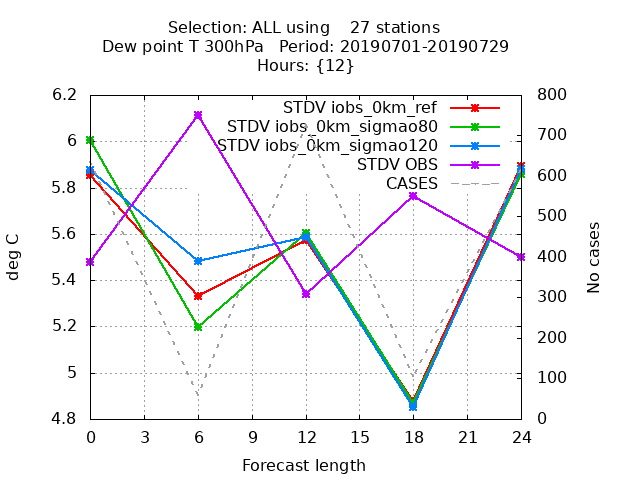 Selection: ALL using    27 stations
Dew point T 300hPa   Period: 20190701-20190729
Hours: {12}
STDV iobs_0km_ref
STDV iobs_0km_sigmao80
STDV iobs_0km_sigmao120
STDV OBS
CASES
6.2
6
5.8
5.6
5.4
5.2
5
4.8
deg C
800
700
600
500
400
300
200
100
0
No cases
0 3 6 9 12 15 18 21 24
Forecast length